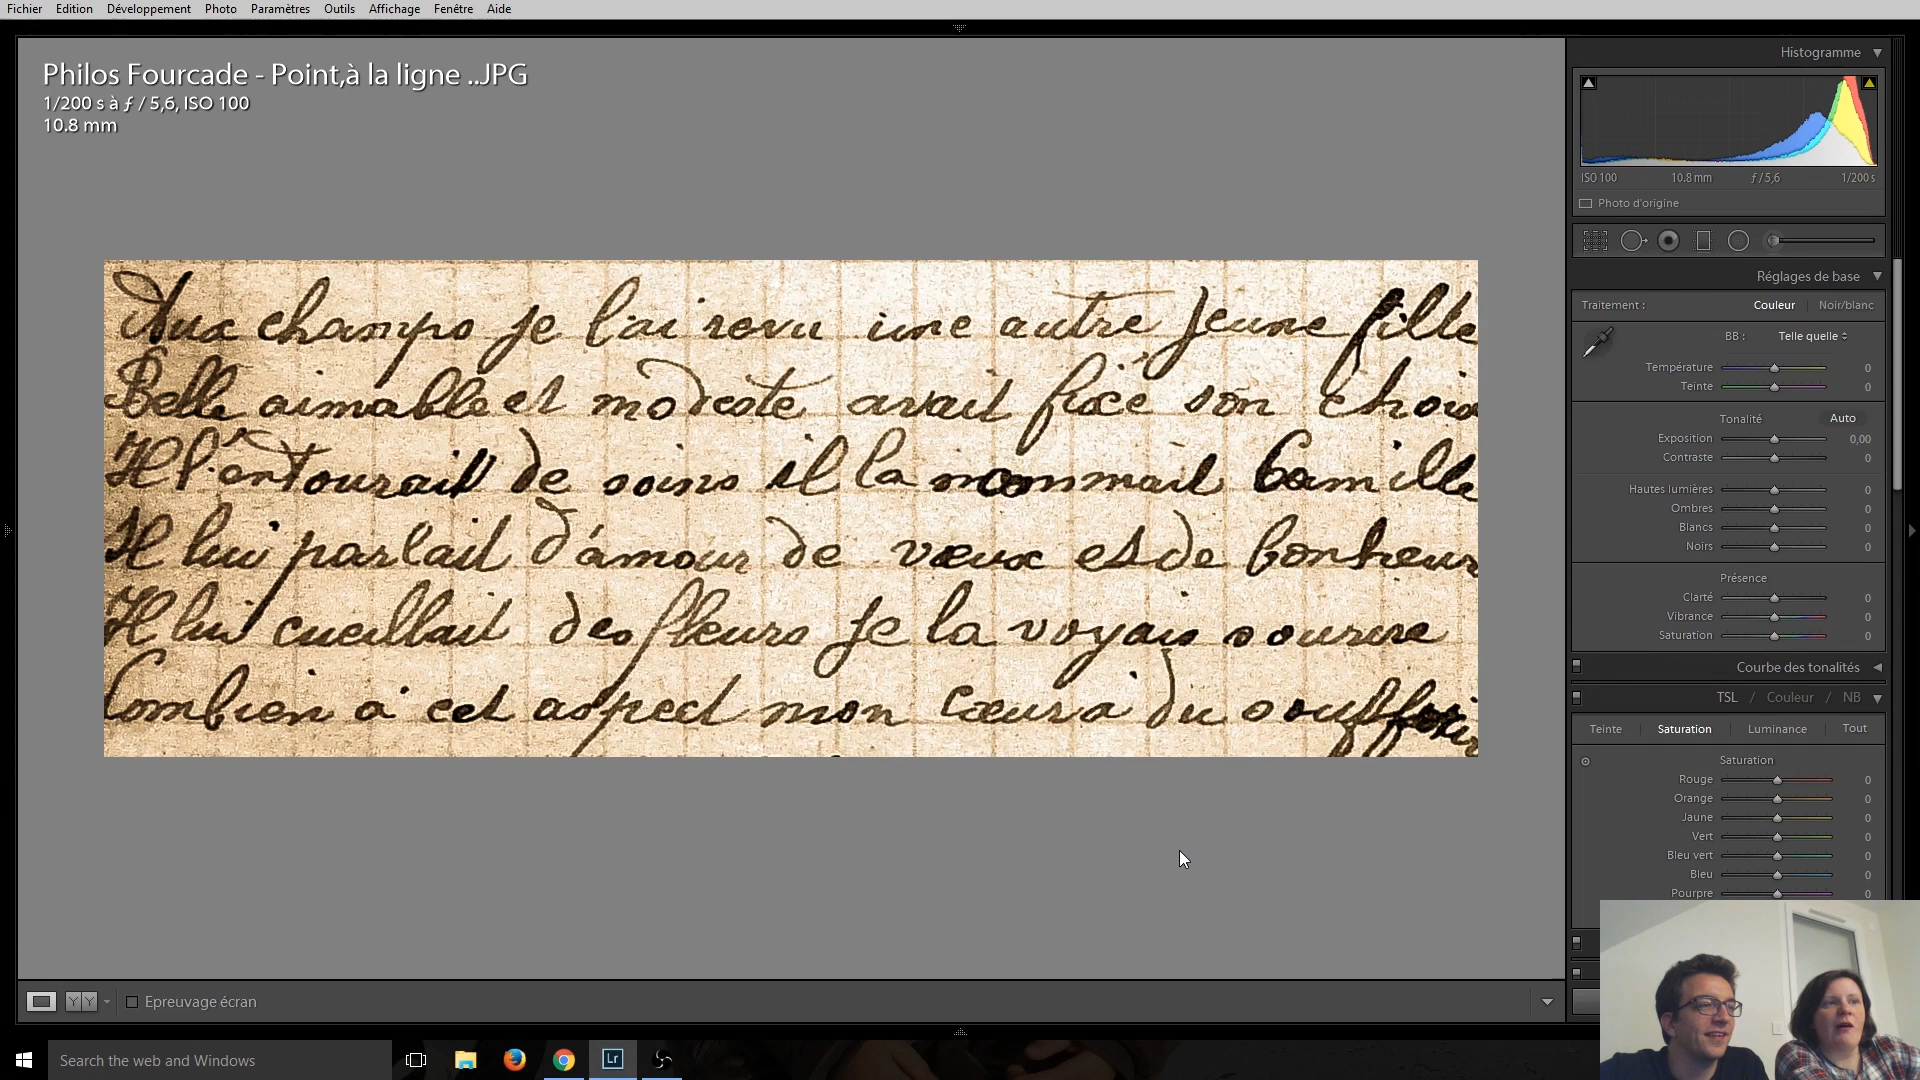 Fichier Edition Développement Photo Paramètres Outils Affichage Fenêtre Aide
Philos Fourcade - Point,à la ligne ..JPG
1/200 s à ƒ / 5,6, ISO 100
10.8 mm
Aux champs je l'ai revu une autre jeune fille
Belle aimable et modeste avait fixé son choix
Il l'entourait de soins il la nommait Camille
Il lui parlait d'amour de vœux et de bonheur
Il lui cueillait des fleurs je la voyais sourire
Combien à cet aspect mon cœur a du souffrir
Histogramme
ISO 100 10.8 mm ƒ / 5,6 1/200 s
Photo d'origine
Réglages de base
Traitement : Couleur Noir/blanc
BB : Telle quelle
Température 0
Teinte 0
Tonalité Auto
Exposition 0,00
Contraste 0
Hautes lumières 0
Ombres 0
Blancs 0
Noirs 0
Présence
Clarté 0
Vibrance 0
Saturation 0
Courbe des tonalités
TSL / Couleur / NB
Teinte Saturation Luminance Tout
Saturation
Rouge 0
Orange 0
Jaune 0
Vert 0
Bleu vert 0
Bleu 0
Pourpre 0
YY Epreuvage écran
Search the web and Windows
Lr